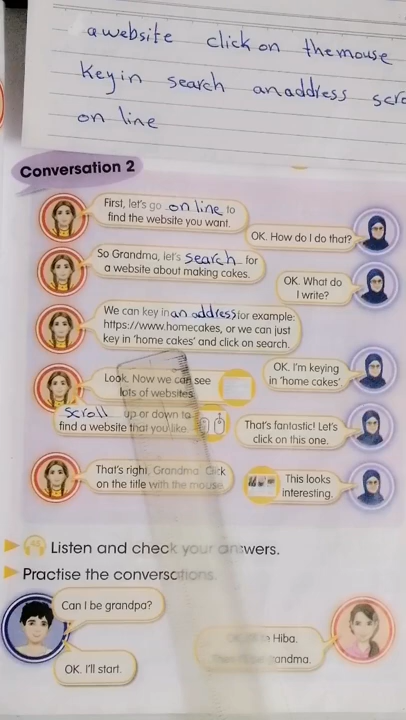 a website click on the mouse
Key in search an address
on line
Conversation 2
First, let's go on line to
find the website you want.
OK. How do I do that?
So Grandma, let's search for
a website about making cakes.
OK. What do
I write?
We can key in an address for example:
https://www.homecakes, or we can just
key in 'home cakes' and click on search.
OK. I'm keying
in 'home cakes'.
Look. Now we can see
lots of websites
scroll up or down to
find a website that you like.
That's fantastic! Let's
click on this one.
That's right, Grandma. Click
on the title with the mouse.
This looks
interesting.
Listen and check your answers.
Practise the conversations.
Can I be grandpa?
Hiba.
OK. I'll start.